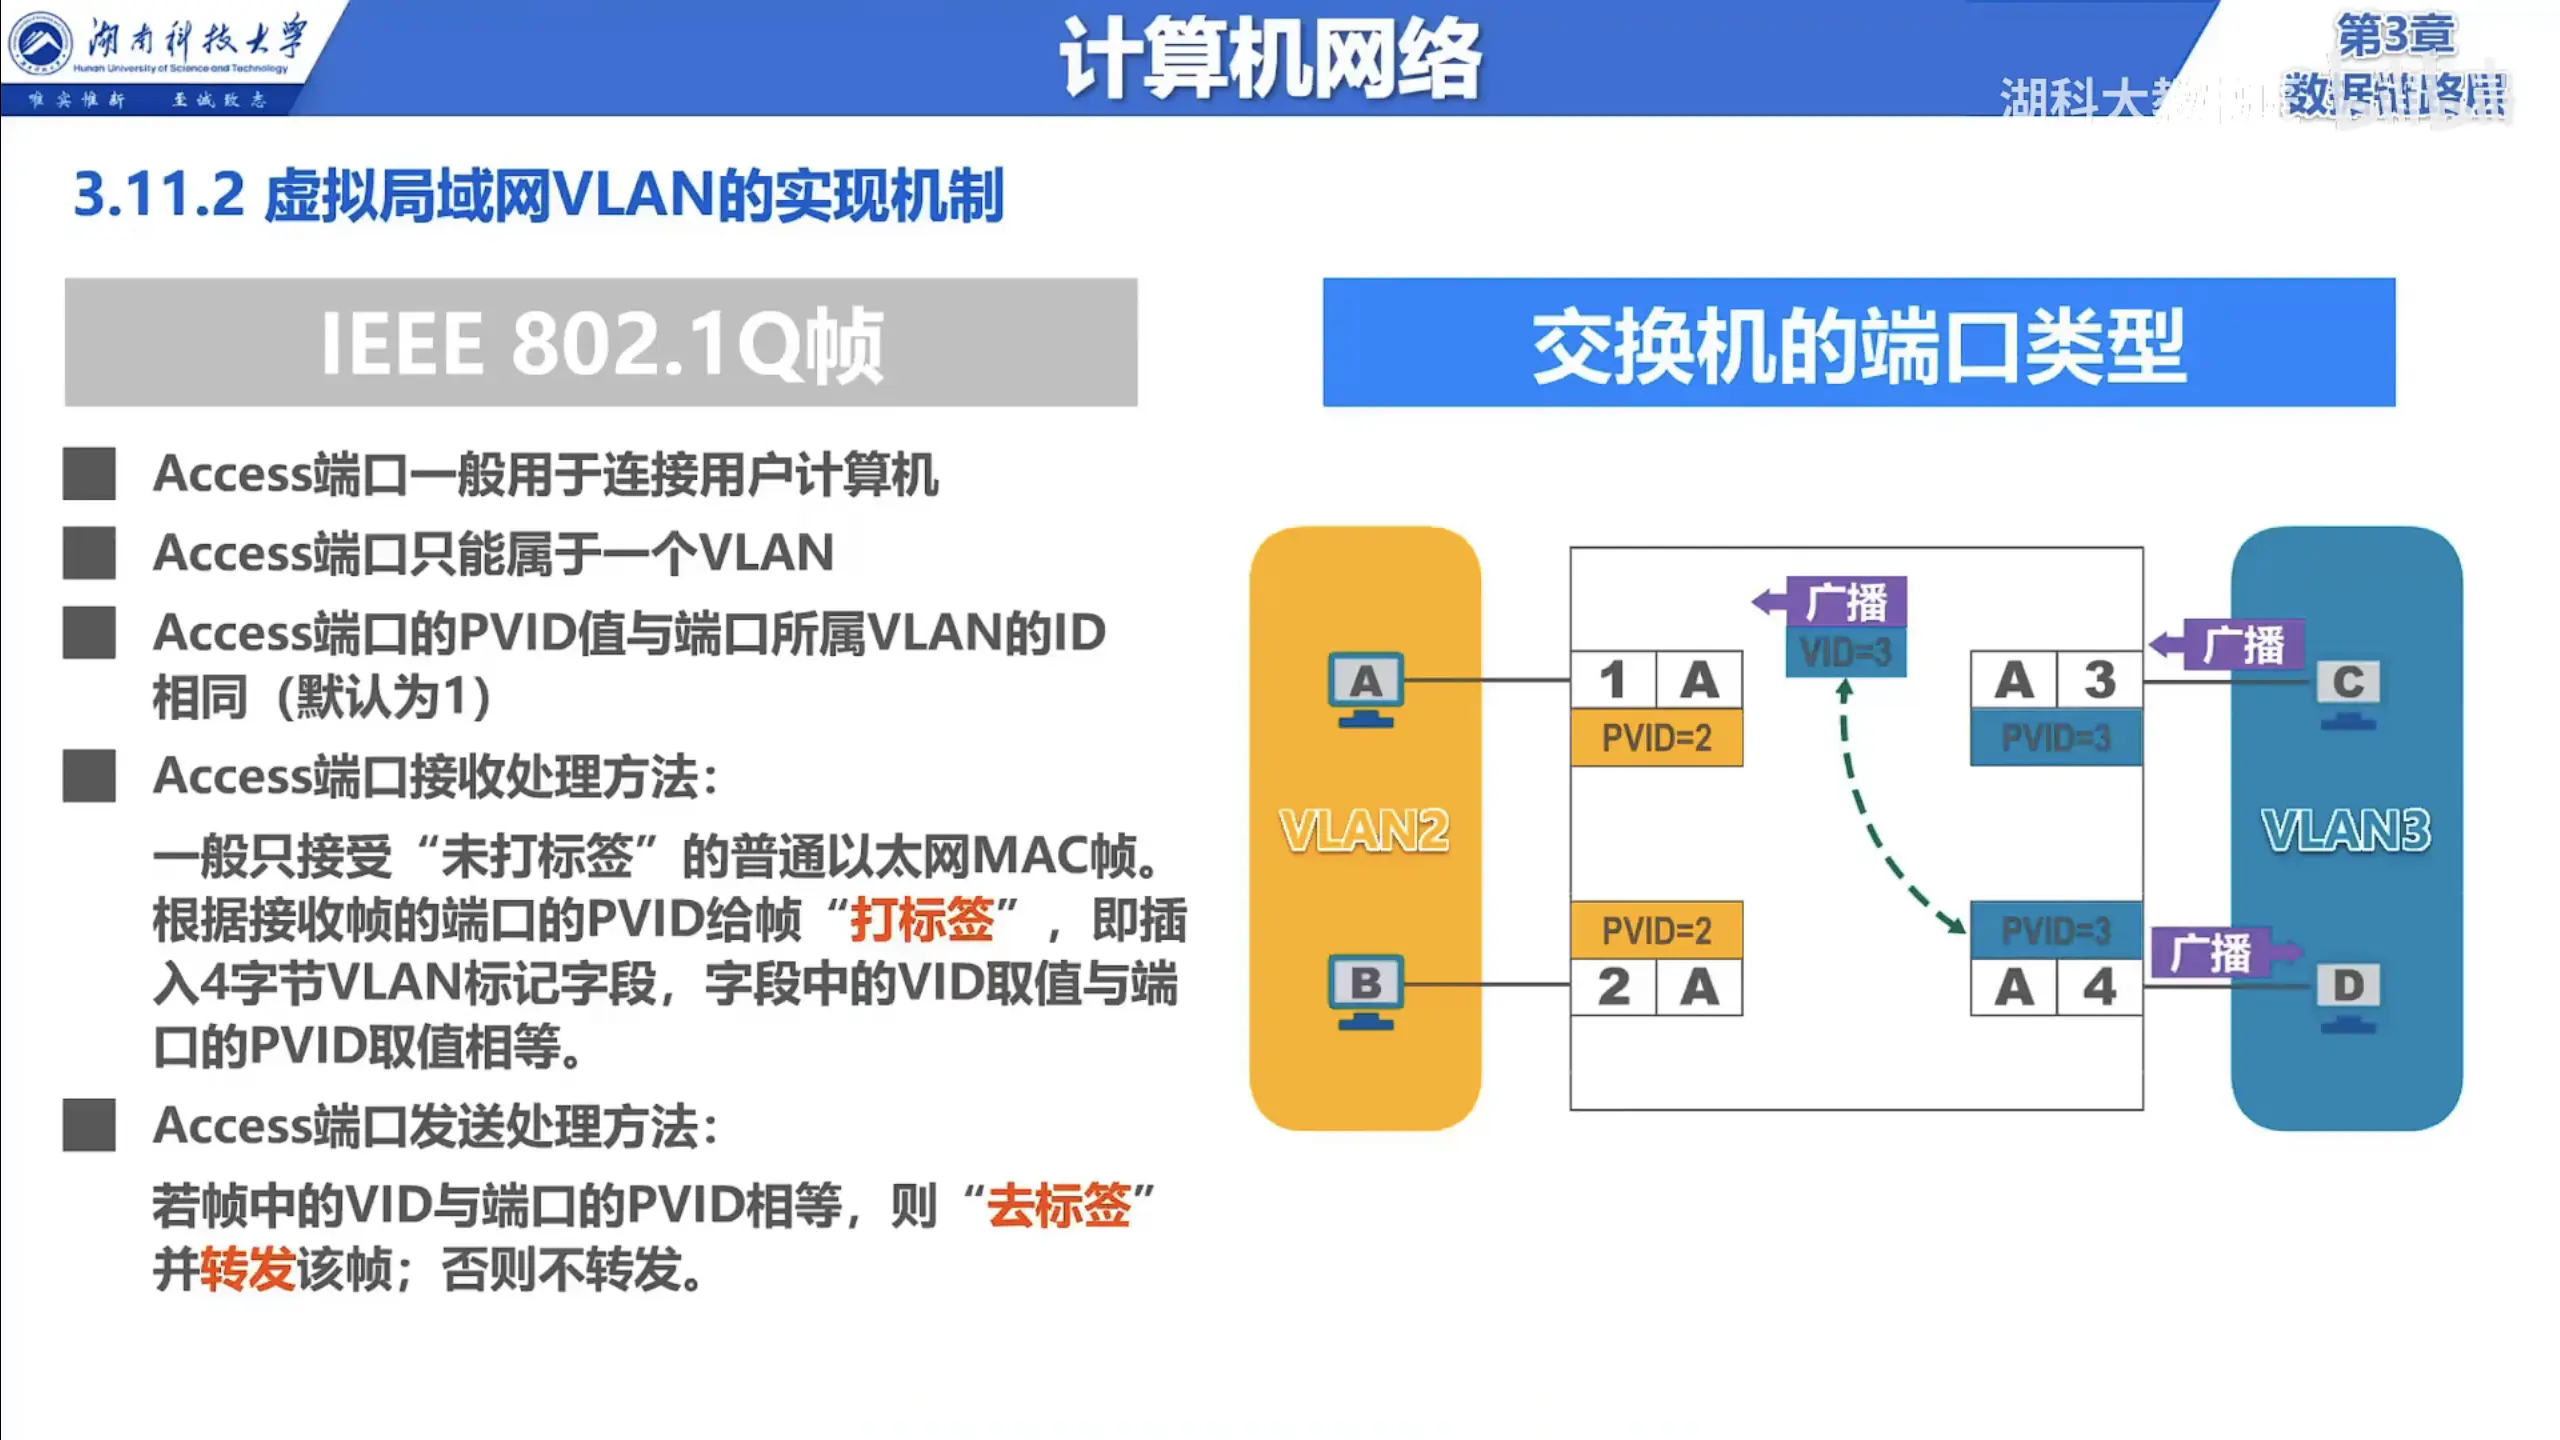 湖南科技大学
Hunan University of Science and Technology
唯实惟新 至诚致志
计算机网络
第3章
数据链路层
湖科大教
3.11.2 虚拟局域网VLAN的实现机制
IEEE 802.1Q帧
交换机的端口类型
Access端口一般用于连接用户计算机
Access端口只能属于一个VLAN
Access端口的PVID值与端口所属VLAN的ID
相同（默认为1）
Access端口接收处理方法：
一般只接受“未打标签”的普通以太网MAC帧。
根据接收帧的端口的PVID给帧“打标签”，即插
入4字节VLAN标记字段，字段中的VID取值与端
口的PVID取值相等。
Access端口发送处理方法：
若帧中的VID与端口的PVID相等，则“去标签”
并转发该帧；否则不转发。
广播
VID=3
广播
A
1 A
A 3
C
PVID=2
PVID=3
VLAN2
VLAN3
PVID=2
PVID=3
广播
B
2 A
A 4
D